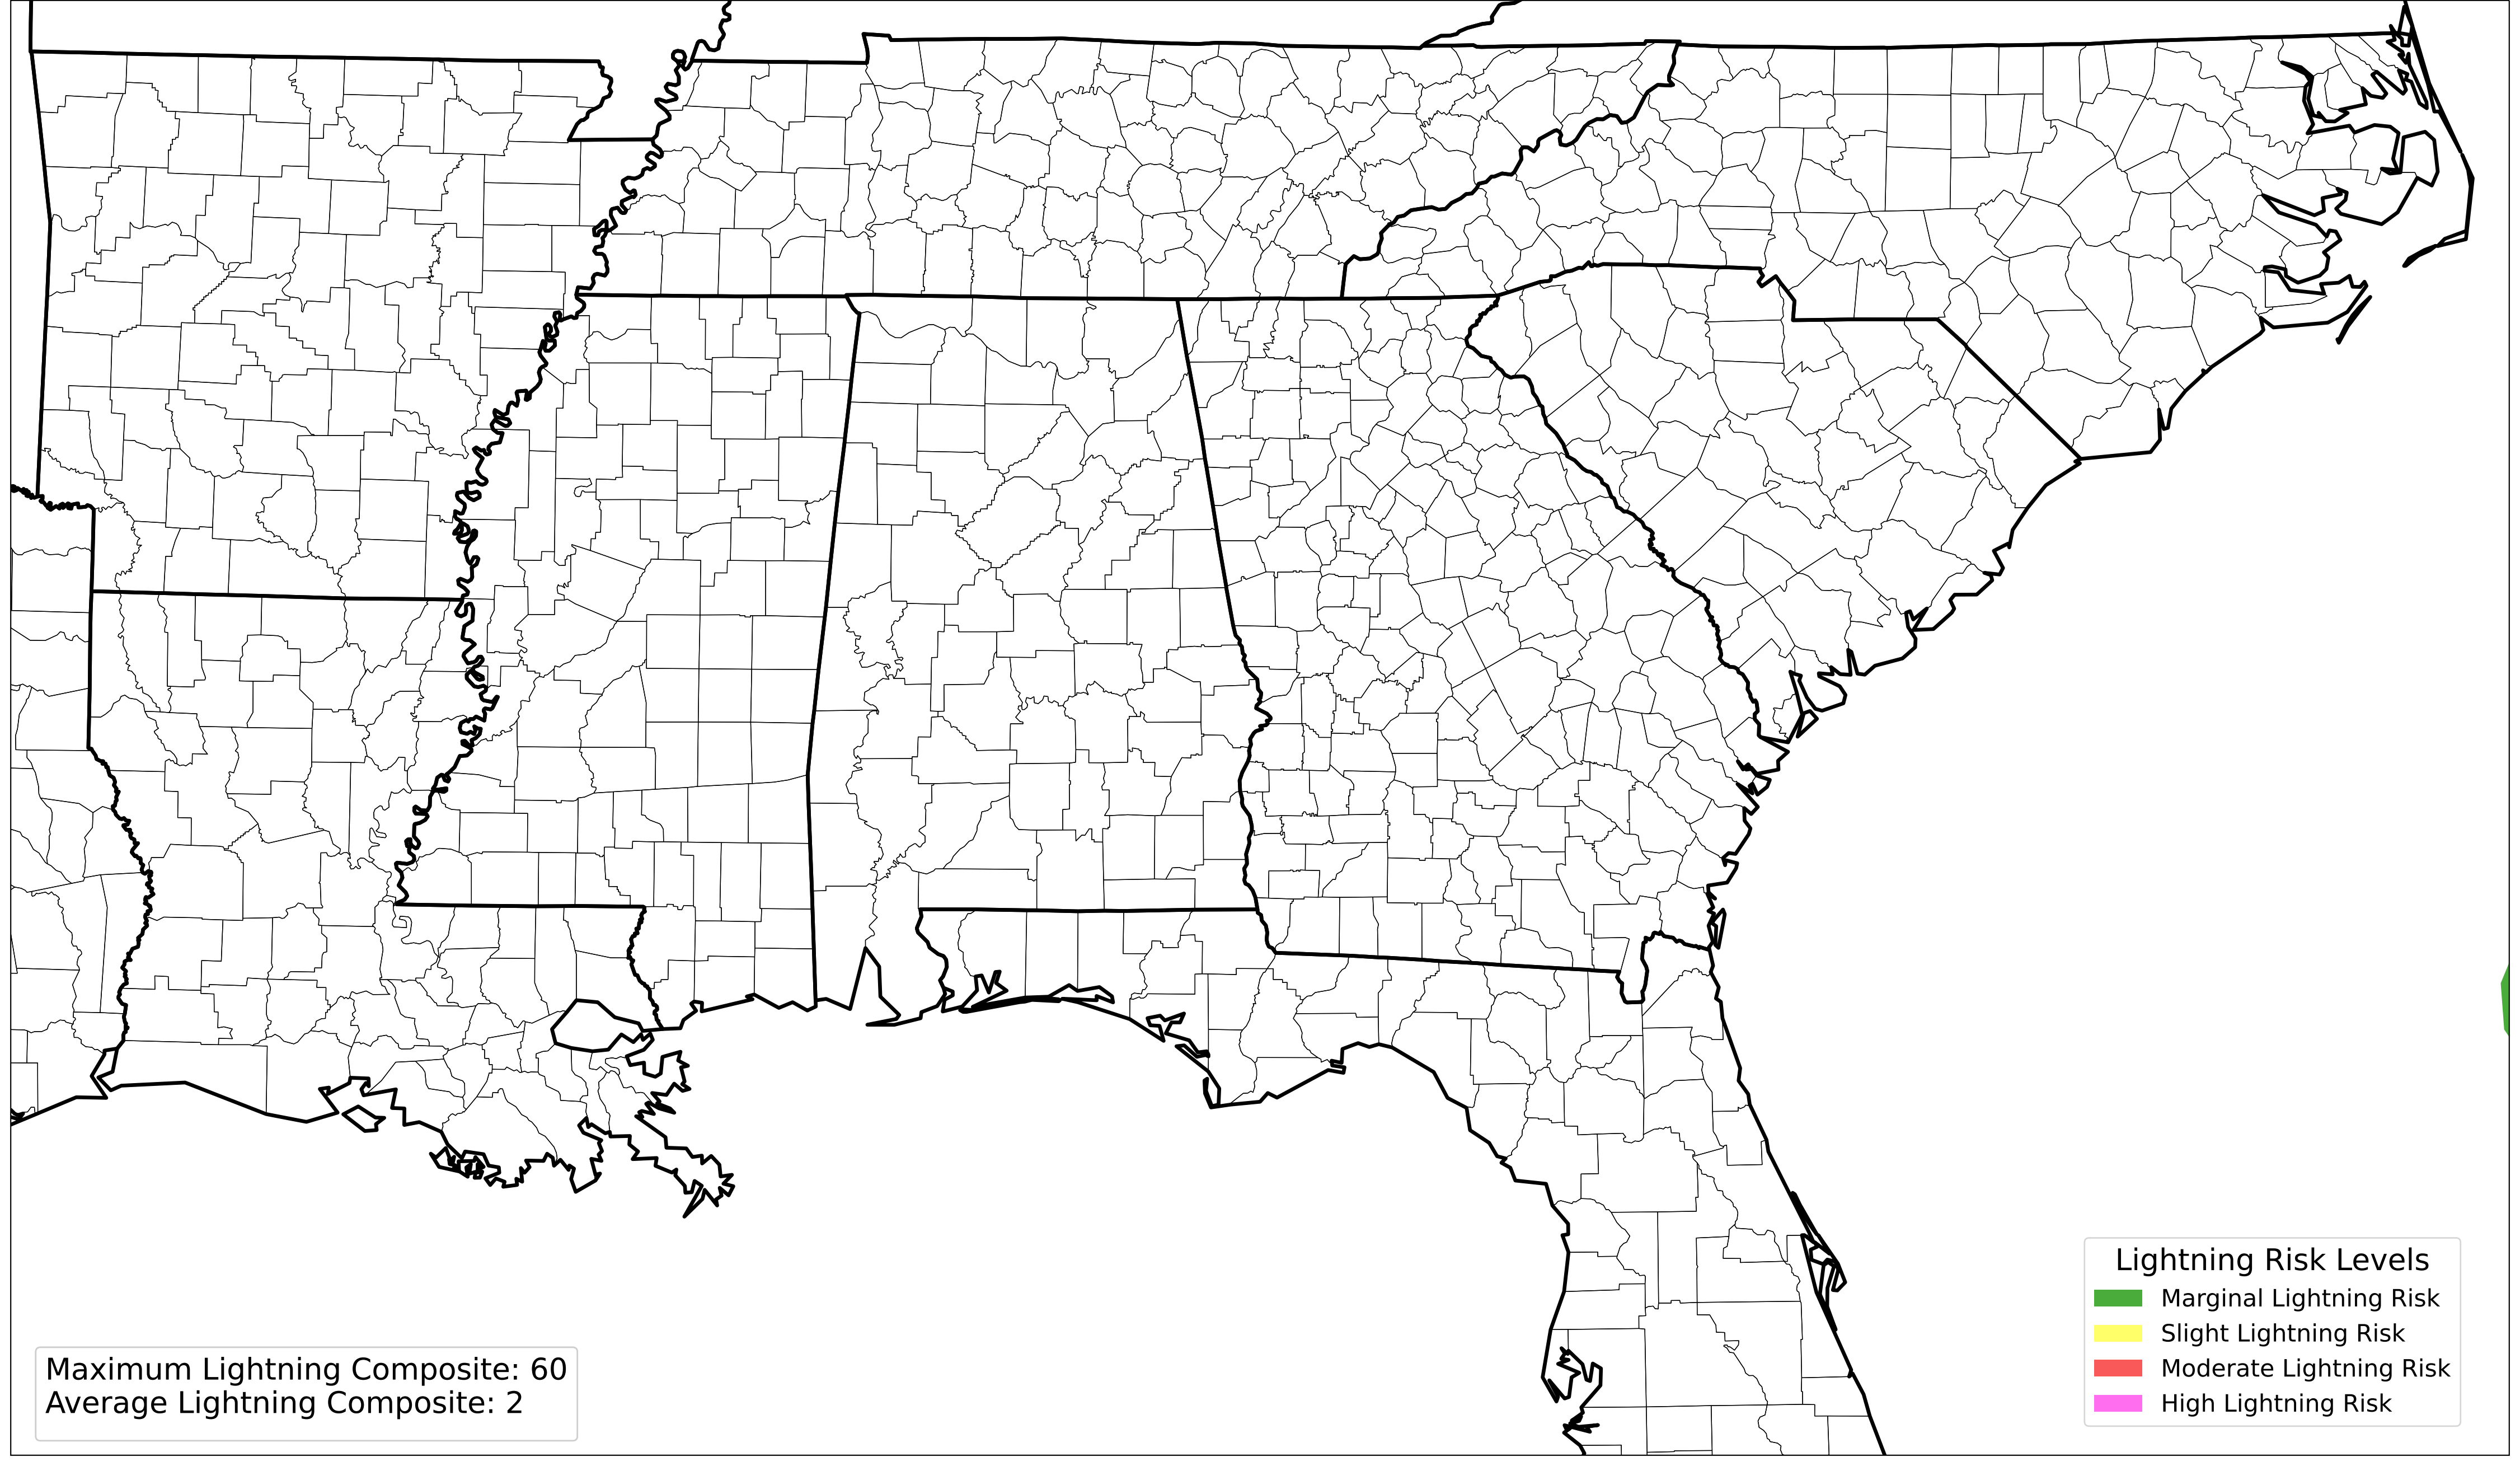 Lightning Risk Levels
Marginal Lightning Risk
Slight Lightning Risk
Moderate Lightning Risk
High Lightning Risk
Maximum Lightning Composite: 60
Average Lightning Composite: 2